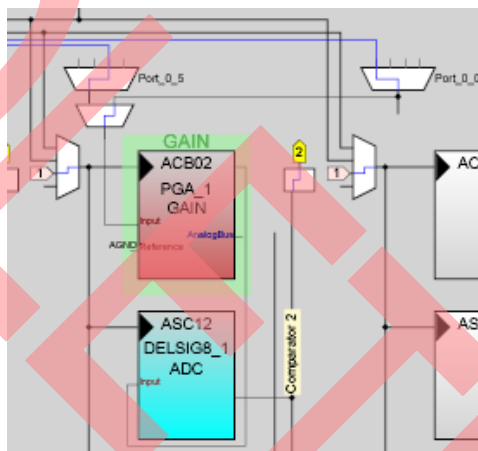 Port_0_5
Port_0_0
GAIN
2
1
ACB02
PGA_1
GAIN
Input
AnalogBus
AGND
Reference
1
AC
ASC12
DELSIG8_1
ADC
Input
Comparator 2
AS